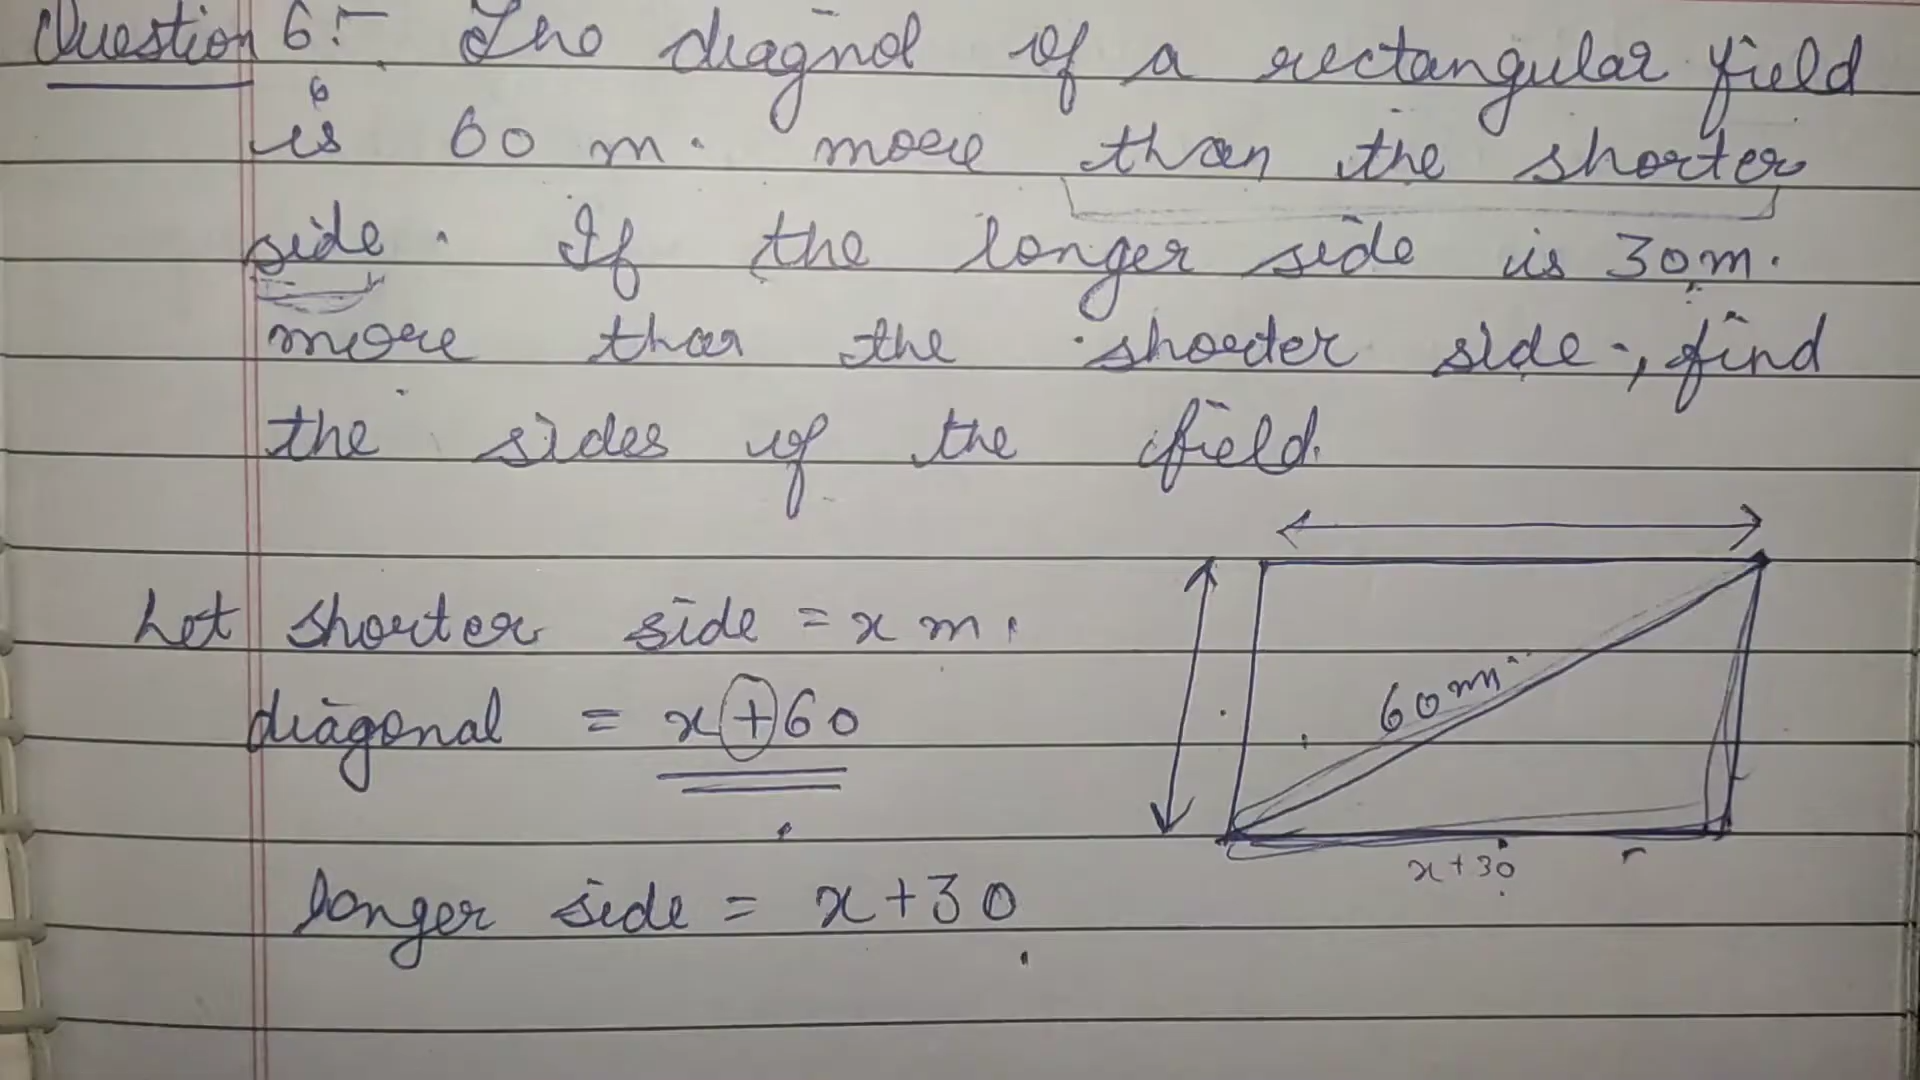 Question 6:- The diagnol of a rectangular field
6
is 60 m. more than the shorter
side. If the longer side is 30m.
more than the shorter side, find
the sides of the field.
Let shorter side = x m.
diagonal = x+60
longer side = x+30
60m
x+30